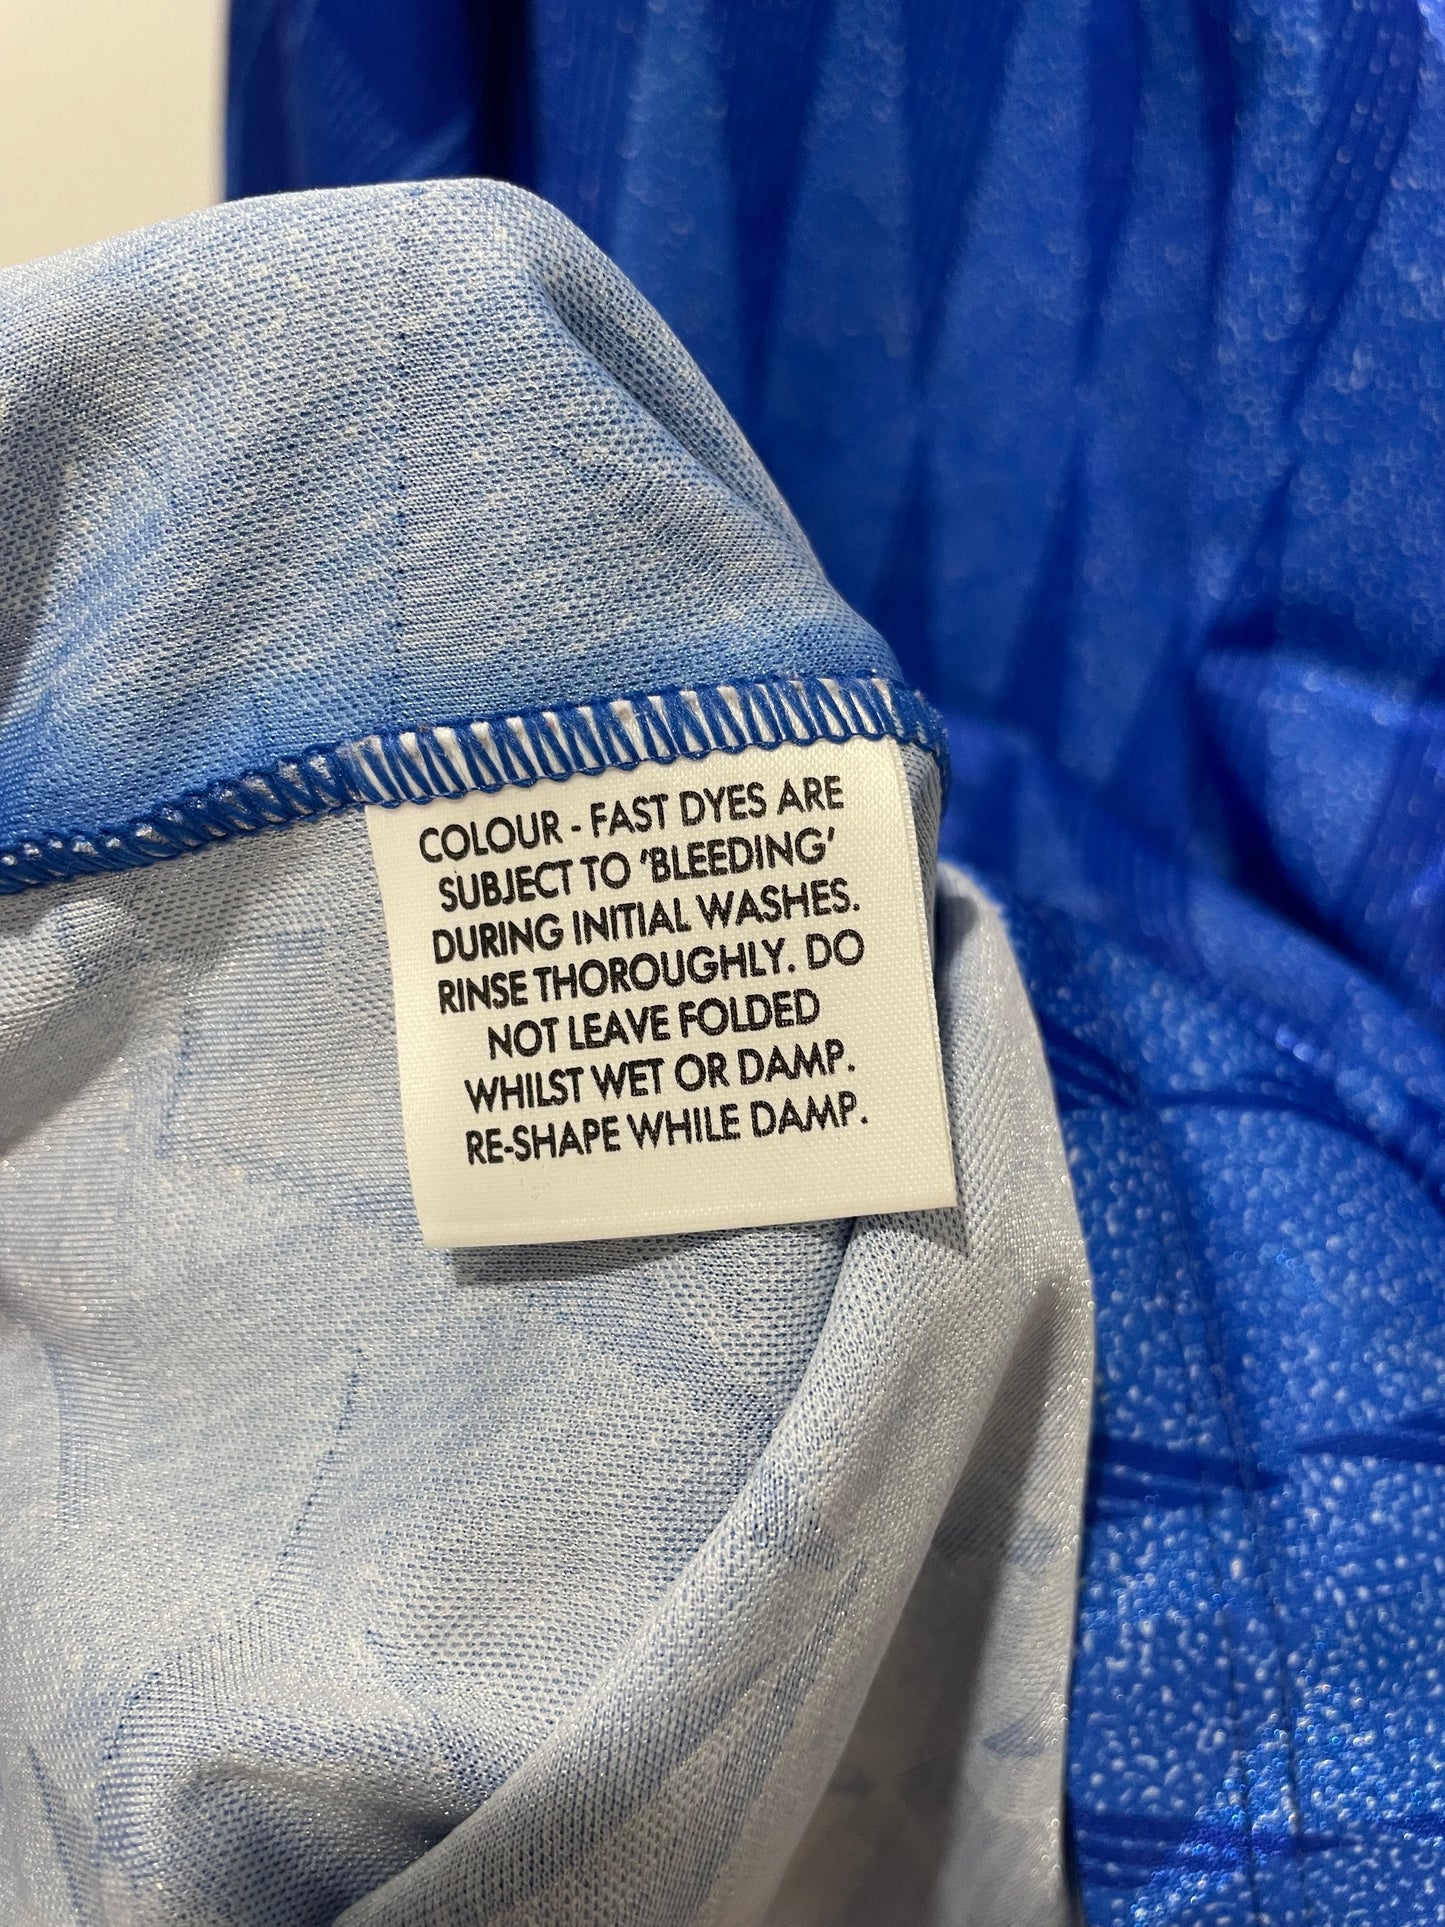 COLOUR - FAST DYES ARE
SUBJECT TO 'BLEEDING'
DURING INITIAL WASHES.
RINSE THOROUGHLY. DO
NOT LEAVE FOLDED
WHILST WET OR DAMP.
RE-SHAPE WHILE DAMP.